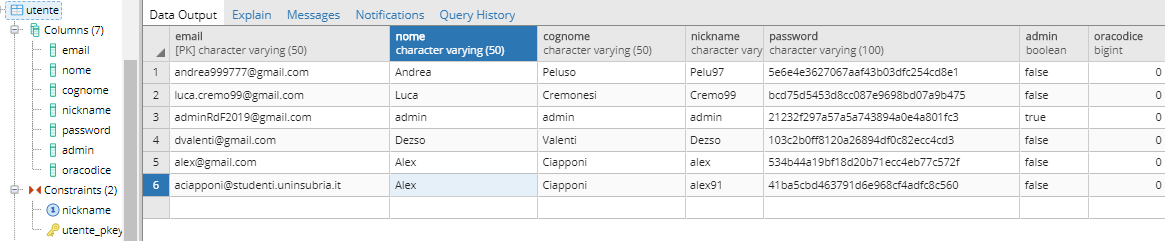 utente
Columns (7)
email
nome
cognome
nickname
password
admin
oracodice
Constraints (2)
nickname
utente_pkey
Data Output Explain Messages Notifications Query History
email nome cognome nickname password admin oracodice
[PK] character varying (50) character varying (50) character varying (50) character vary character varying (100) boolean bigint
1 andrea999777@gmail.com Andrea Peluso Pelu97 5e6e4e3627067aaf43b03dfc254cd8e1 false 0
2 luca.cremo99@gmail.com Luca Cremonesi Cremo99 bcd75d5453d8cc087e9698bd07a9b475 false 0
3 adminRdF2019@gmail.com admin admin admin 21232f297a57a5a743894a0e4a801fc3 true 0
4 dvalenti@gmail.com Dezso Valenti Dezso 103c2b0ff8120a26894df0c82ecc4cd3 false 0
5 alex@gmail.com Alex Ciapponi alex 534b44a19bf18d20b71ecc4eb77c572f false 0
6 aciapponi@studenti.uninsubria.it Alex Ciapponi alex91 41ba5cbd463791d6e968cf4adfc8c560 false 0